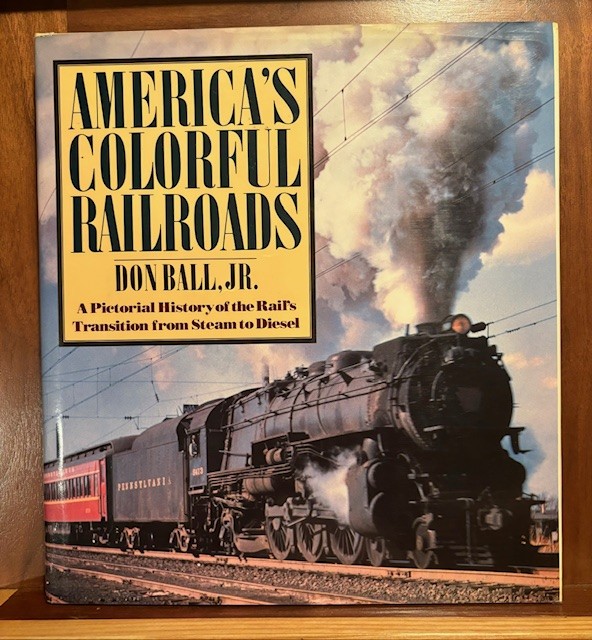 AMERICA'S
COLORFUL
RAILROADS
DON BALL, JR.
A Pictorial History of the Rail's
Transition from Steam to Diesel
PENNSYLVANIA